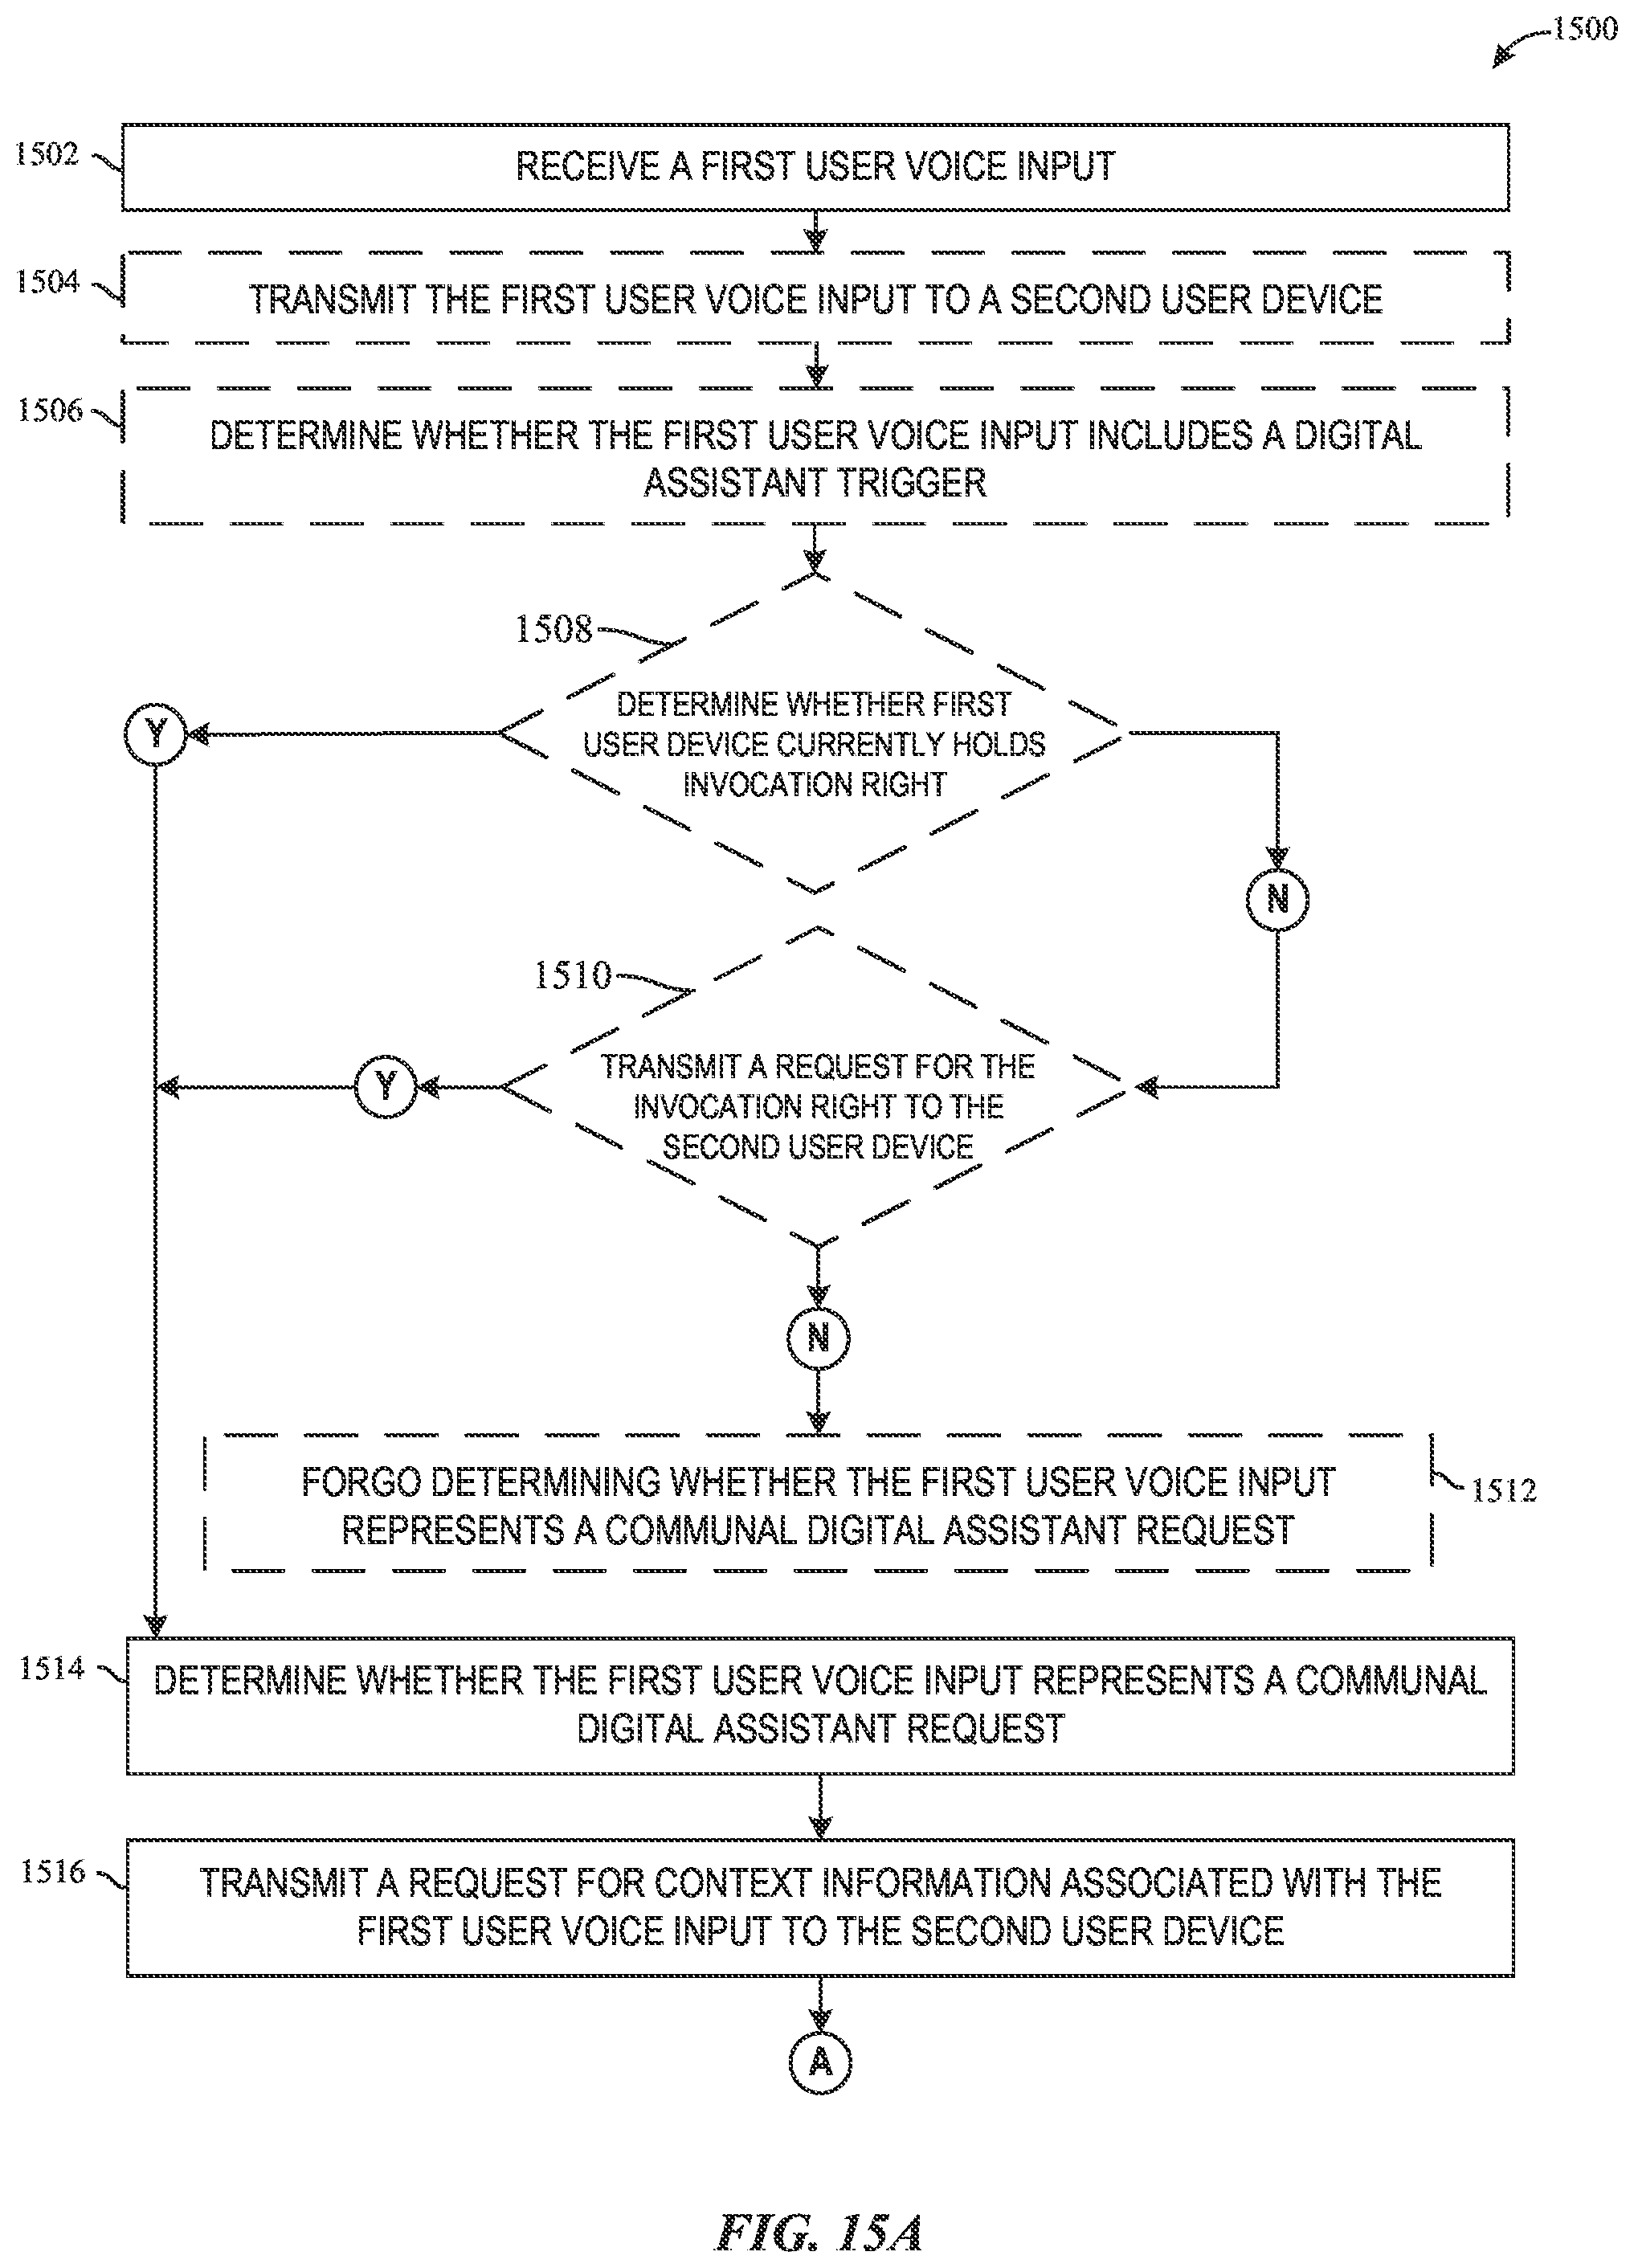 1500
1502
RECEIVE A FIRST USER VOICE INPUT
1504
TRANSMIT THE FIRST USER VOICE INPUT TO A SECOND USER DEVICE
1506
DETERMINE WHETHER THE FIRST USER VOICE INPUT INCLUDES A DIGITAL
ASSISTANT TRIGGER
1508
DETERMINE WHETHER FIRST
USER DEVICE CURRENTLY HOLDS
INVOCATION RIGHT
Y
N
1510
TRANSMIT A REQUEST FOR THE
INVOCATION RIGHT TO THE
SECOND USER DEVICE
Y
N
FORGO DETERMINING WHETHER THE FIRST USER VOICE INPUT
REPRESENTS A COMMUNAL DIGITAL ASSISTANT REQUEST
1512
1514
DETERMINE WHETHER THE FIRST USER VOICE INPUT REPRESENTS A COMMUNAL
DIGITAL ASSISTANT REQUEST
1516
TRANSMIT A REQUEST FOR CONTEXT INFORMATION ASSOCIATED WITH THE
FIRST USER VOICE INPUT TO THE SECOND USER DEVICE
A
FIG. 15A